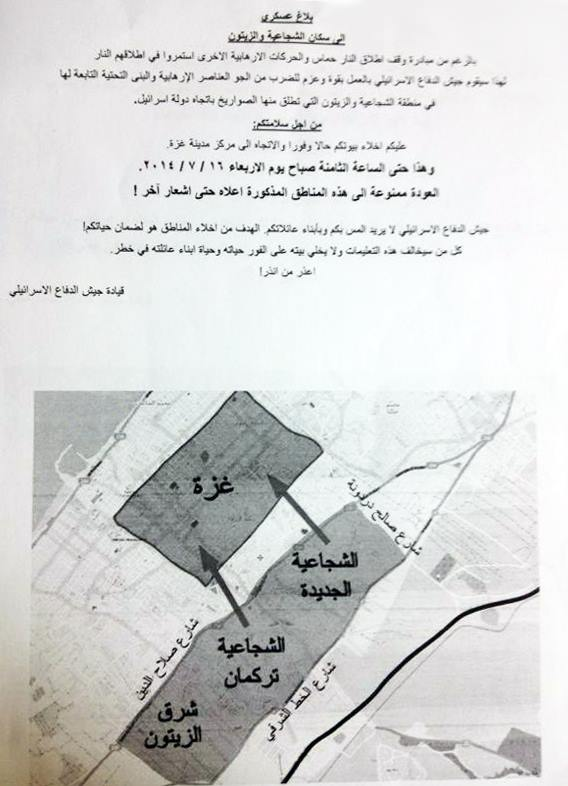 بلاغ عسكري
الى سكان الشجاعية والزيتون
بالرغم من مبادرة وقف اطلاق النار حماس والحركات الارهابية الاخرى استمروا في اطلاقهم النار
لهذا سيقوم جيش الدفاع الاسرائيلي بالعمل بقوة وعزم للضرب من الجو العناصر الإرهابية والبنى التحتية التابعة لها
في منطقة الشجاعية والزيتون التي تطلق منها الصواريخ باتجاه دولة اسرائيل.
من اجل سلامتكم:
عليكم اخلاء بيوتكم حالا وفورا والاتجاه الى مركز مدينة غزة.
وهذا حتى الساعة الثامنة صباح يوم الاربعاء ١٦ / ٧ / ٢٠١٤.
العودة ممنوعة الى هذه المناطق المذكورة اعلاه حتى اشعار آخر !
جيش الدفاع الاسرائيلي لا يريد المس بكم وبأبناء عائلاتكم. الهدف من اخلاء المناطق هو لضمان حياتكم!
كل من سيخالف هذه التعليمات ولا يخلي بيته على الفور حياته وحياة ابناء عائلته في خطر.
اعذر من انذر!
قيادة جيش الدفاع الاسرائيلي
غزة
شارع صالح دردونة
الشجاعية
الجديدة
الشجاعية
تركمان
شارع صلاح الدين
شارع الخط الشرقي
شرق
الزيتون